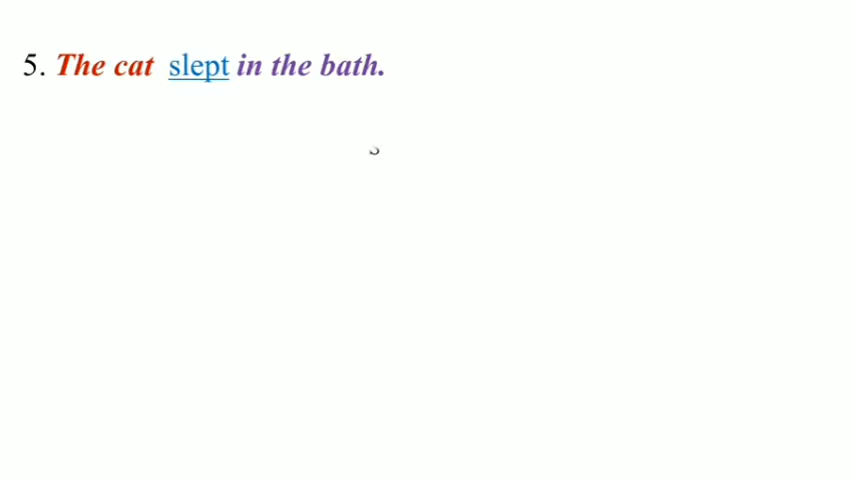 5. The cat slept in the bath.